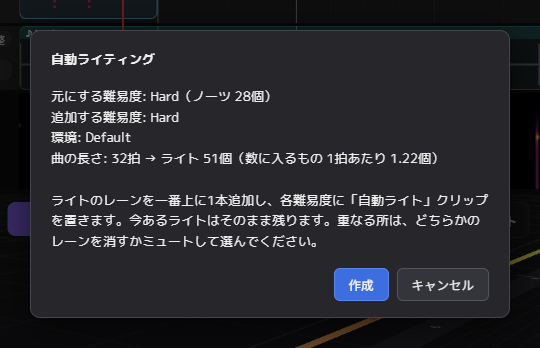 自動ライティング
元にする難易度: Hard（ノーツ 28個）
追加する難易度: Hard
環境: Default
曲の長さ: 32拍 → ライト 51個（数に入るもの 1拍あたり 1.22個）
ライトのレーンを一番上に1本追加し、各難易度に「自動ライト」クリップ
を置きます。今あるライトはそのまま残ります。重なる所は、どちらかの
レーンを消すかミュートして選んでください。
作成
キャンセル